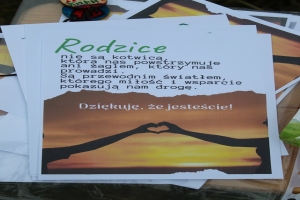 Rodzice
nie są kotwicą,
która nas powstrzymuje
ani żaglem, który nas
prowadzi.
Są przewodnim światłem,
którego miłość i wsparcie
pokazują nam drogę.
Dziękuję, że jesteście!